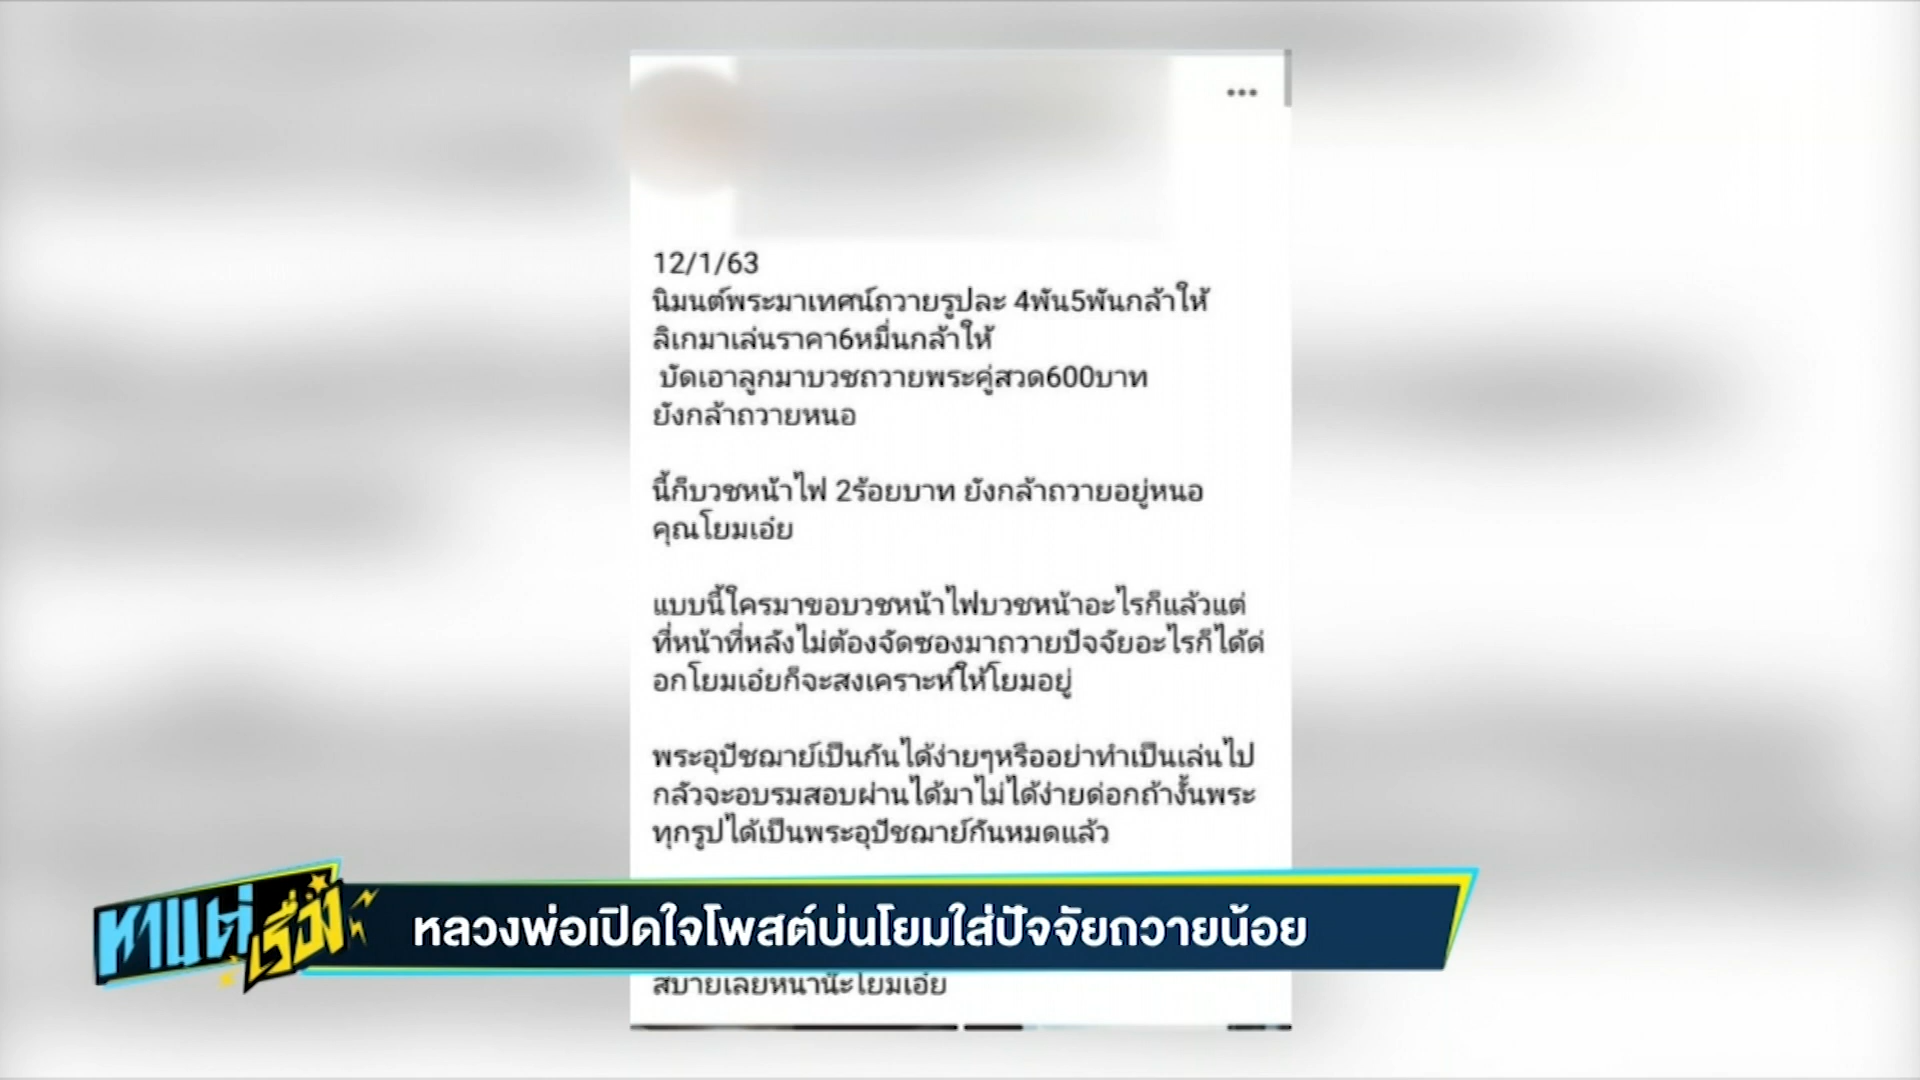 12/1/63
นิมนต์พระมาเทศน์ถวายรูปละ 4พัน5พันกล้าให้
ลิเกมาเล่นราคา6หมื่นกล้าให้
บัดเอาลูกมาบวชถวายพระคู่สวด600บาท
ยังกล้าถวายหนอ
นี้ก็บวชหน้าไฟ 2ร้อยบาท ยังกล้าถวายอยู่หนอ
คุณโยมเอ๋ย
แบบนี้ใครมาขอบวชหน้าไฟบวชหน้าอะไรก็แล้วแต่
ที่หน้าที่หลังไม่ต้องจัดซองมาถวายปัจจัยอะไรก็ได้ด่
อกโยมเอ๋ยก็จะสงเคราะห์ให้โยมอยู่
พระอุปัชฌาย์เป็นกันได้ง่ายๆหรืออย่าทำเป็นเล่นไป
กลัวจะอบรมสอบผ่านได้มาไม่ได้ง่ายด่อกถ้างั้นพระ
ทุกรูปได้เป็นพระอุปัชฌาย์กันหมดแล้ว
หาแต่เรื่อง
หลวงพ่อเปิดใจโพสต์บ่นโยมใส่ปัจจัยถวายน้อย
สบายเลยหนาน๊ะโยมเอ๋ย